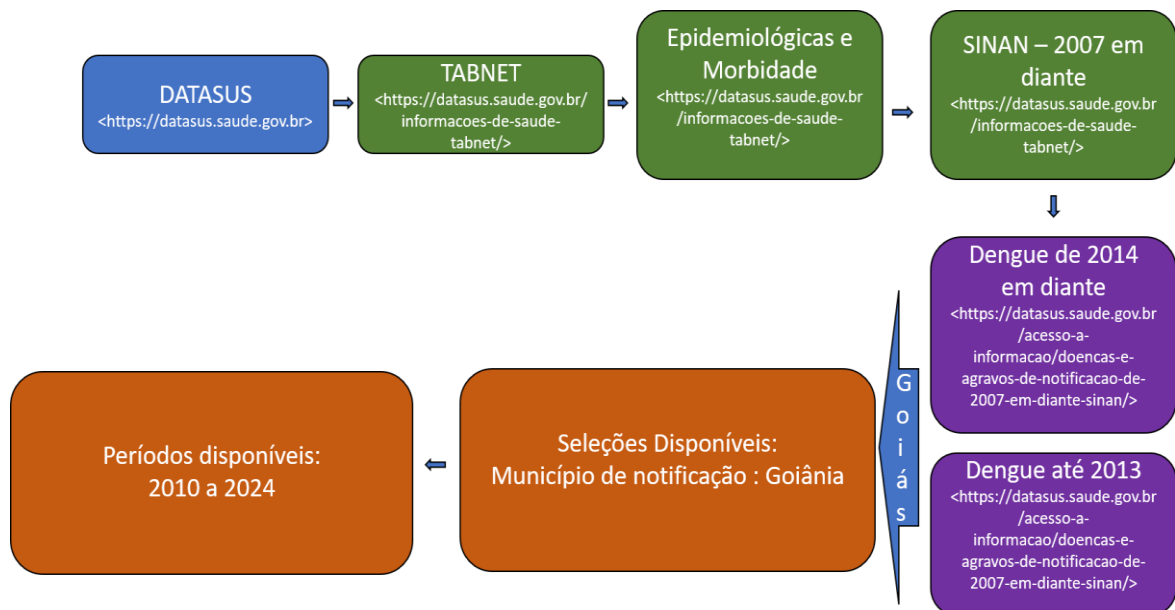 DATASUS
<https://datasus.saude.gov.br>
TABNET
<https://datasus.saude.gov.br/
informacoes-de-saude-
tabnet/>
Epidemiológicas e
Morbidade
<https://datasus.saude.gov.br
/informacoes-de-saude-
tabnet/>
SINAN – 2007 em
diante
<https://datasus.saude.gov.br
/informacoes-de-saude-
tabnet/>
Dengue de 2014
em diante
<https://datasus.saude.gov.br
/acesso-a-
informacao/doencas-e-
agravos-de-notificacao-de-
2007-em-diante-sinan/>
Dengue até 2013
<https://datasus.saude.gov.br
/acesso-a-
informacao/doencas-e-
agravos-de-notificacao-de-
2007-em-diante-sinan/>
Goiás
Seleções Disponíveis:
Município de notificação : Goiânia
Períodos disponíveis:
2010 a 2024